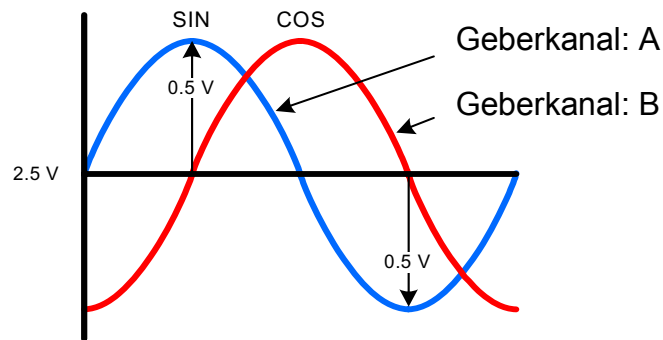 SIN COS
Geberkanal: A
0.5 V
Geberkanal: B
2.5 V
0.5 V